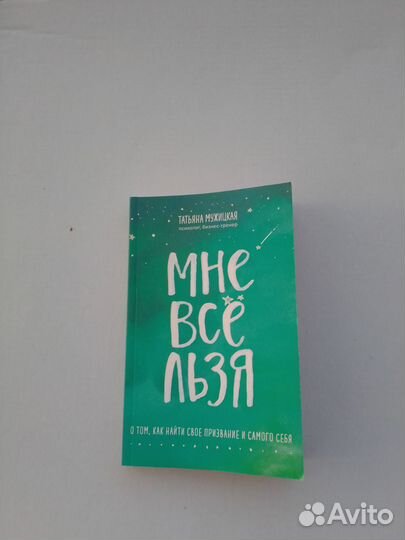 ТАТЬЯНА МУЖИЦКАЯ
психолог, бизнес-тренер
МНЕ
ВСЁ
ЛЬЗЯ
О ТОМ, КАК НАЙТИ СВОЕ ПРИЗВАНИЕ И САМОГО СЕБЯ
Avito